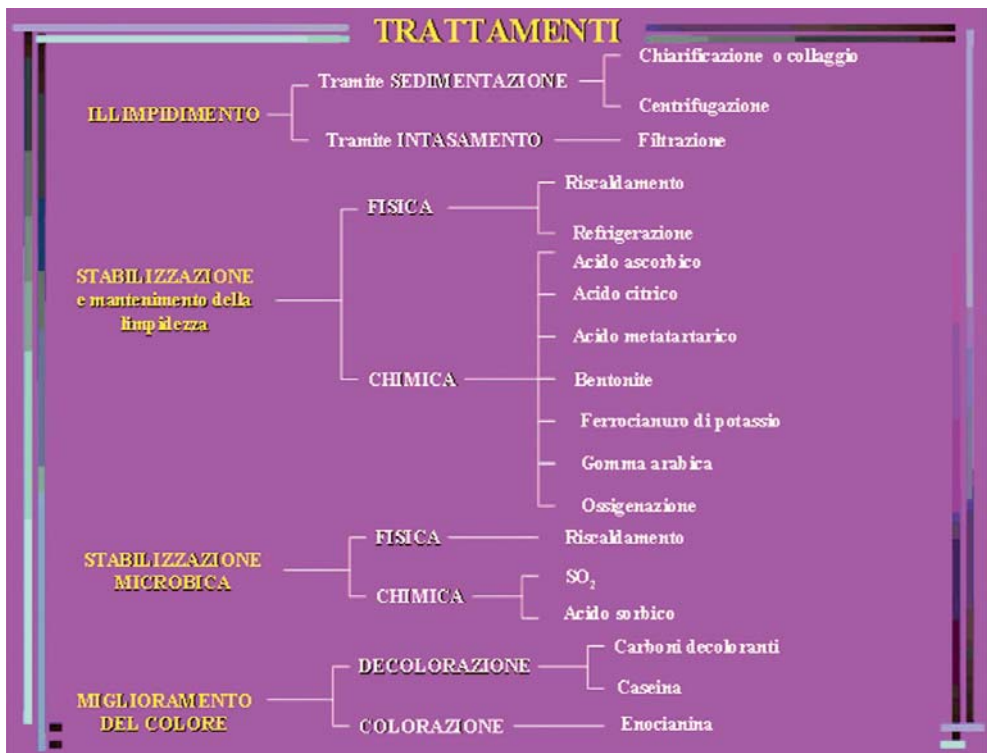 TRATTAMENTI
Chiarificazione o collaggio
Tramite SEDIMENTAZIONE
Centrifugazione
ILLIMPIDIMENTO
Tramite INTASAMENTO
Filtrazione
Riscaldamento
FISICA
Refrigerazione
Acido ascorbico
STABILIZZAZIONE
e mantenimento della
limpidezza
Acido citrico
Acido metatartarico
CHIMICA
Bentonite
Ferrocianuro di potassio
Gomma arabica
Ossigenazione
FISICA
Riscaldamento
STABILIZZAZIONE
MICROBICA
SO₂
CHIMICA
Acido sorbico
Carboni decoloranti
DECOLORAZIONE
Caseina
MIGLIORAMENTO
DEL COLORE
COLORAZIONE
Enocianina